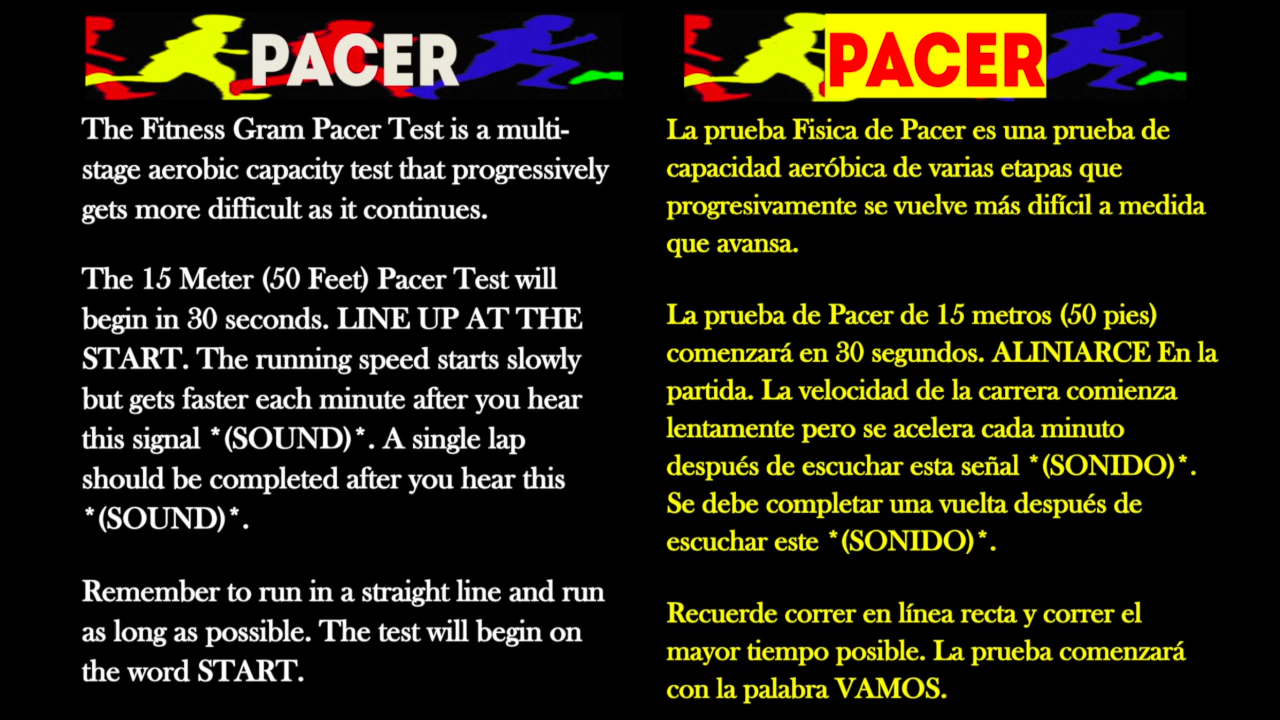 PACER
The Fitness Gram Pacer Test is a multi-
stage aerobic capacity test that progressively
gets more difficult as it continues.
The 15 Meter (50 Feet) Pacer Test will
begin in 30 seconds. LINE UP AT THE
START. The running speed starts slowly
but gets faster each minute after you hear
this signal *(SOUND)*. A single lap
should be completed after you hear this
*(SOUND)*.
Remember to run in a straight line and run
as long as possible. The test will begin on
the word START.
PACER
La prueba Fisica de Pacer es una prueba de
capacidad aeróbica de varias etapas que
progresivamente se vuelve más difícil a medida
que avansa.
La prueba de Pacer de 15 metros (50 pies)
comenzará en 30 segundos. ALINIARCE En la
partida. La velocidad de la carrera comienza
lentamente pero se acelera cada minuto
después de escuchar esta señal *(SONIDO)*.
Se debe completar una vuelta después de
escuchar este *(SONIDO)*.
Recuerde correr en línea recta y correr el
mayor tiempo posible. La prueba comenzará
con la palabra VAMOS.